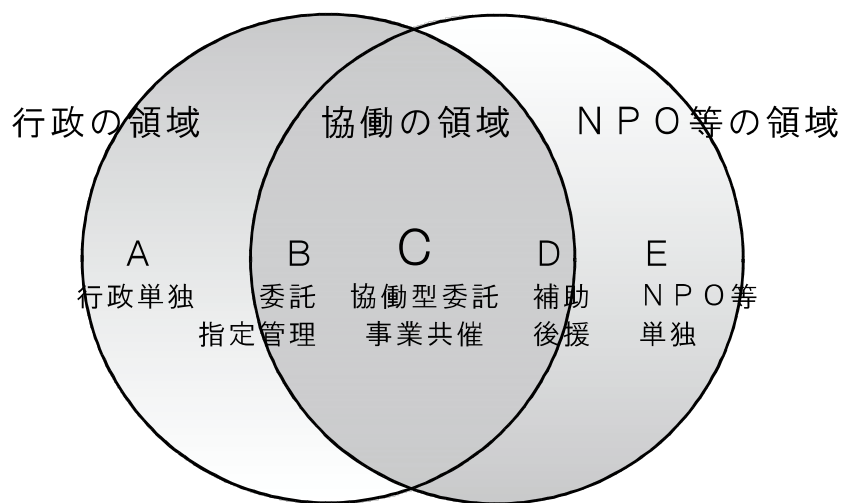 行政の領域 協働の領域 ＮＰＯ等の領域
A B C D E
行政単独 委託 協働型委託 補助 ＮＰＯ等
指定管理 事業共催 後援 単独